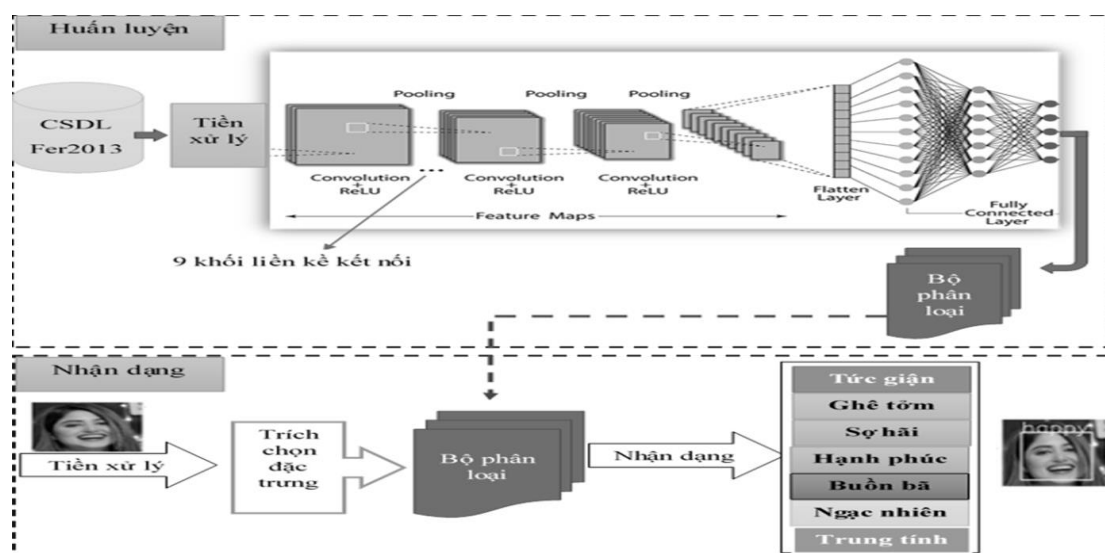 Huấn luyện
CSDL
Fer2013
Tiền
xử lý
Pooling
Pooling
Pooling
Convolution
+
ReLU
...
Convolution
+
ReLU
Convolution
+
ReLU
Flatten
Layer
Fully
Connected Layer
Feature Maps
9 khối liền kề kết nối
Bộ
phân
loại
Nhận dạng
Tiền xử lý
Trích
chọn
đặc
trưng
Bộ phân
loại
Nhận dạng
Tức giận
Ghê tởm
Sợ hãi
Hạnh phúc
Buồn bã
Ngạc nhiên
Trung tính
happy